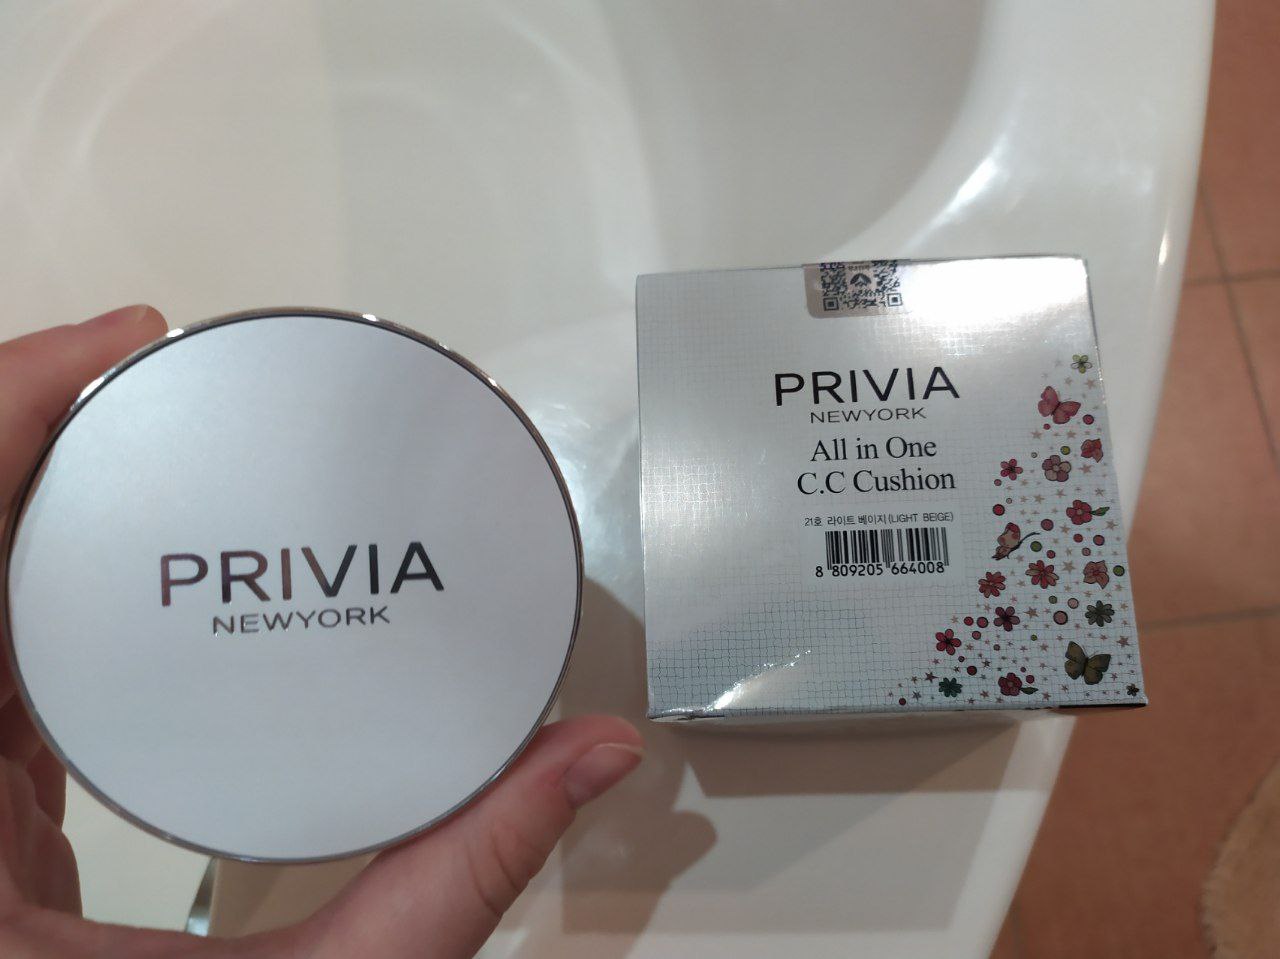 PRIVIA
NEWYORK
PRIVIA
NEWYORK
All in One
C.C Cushion
21호 라이트 베이지(LIGHT BEIGE)
8 809205 664008